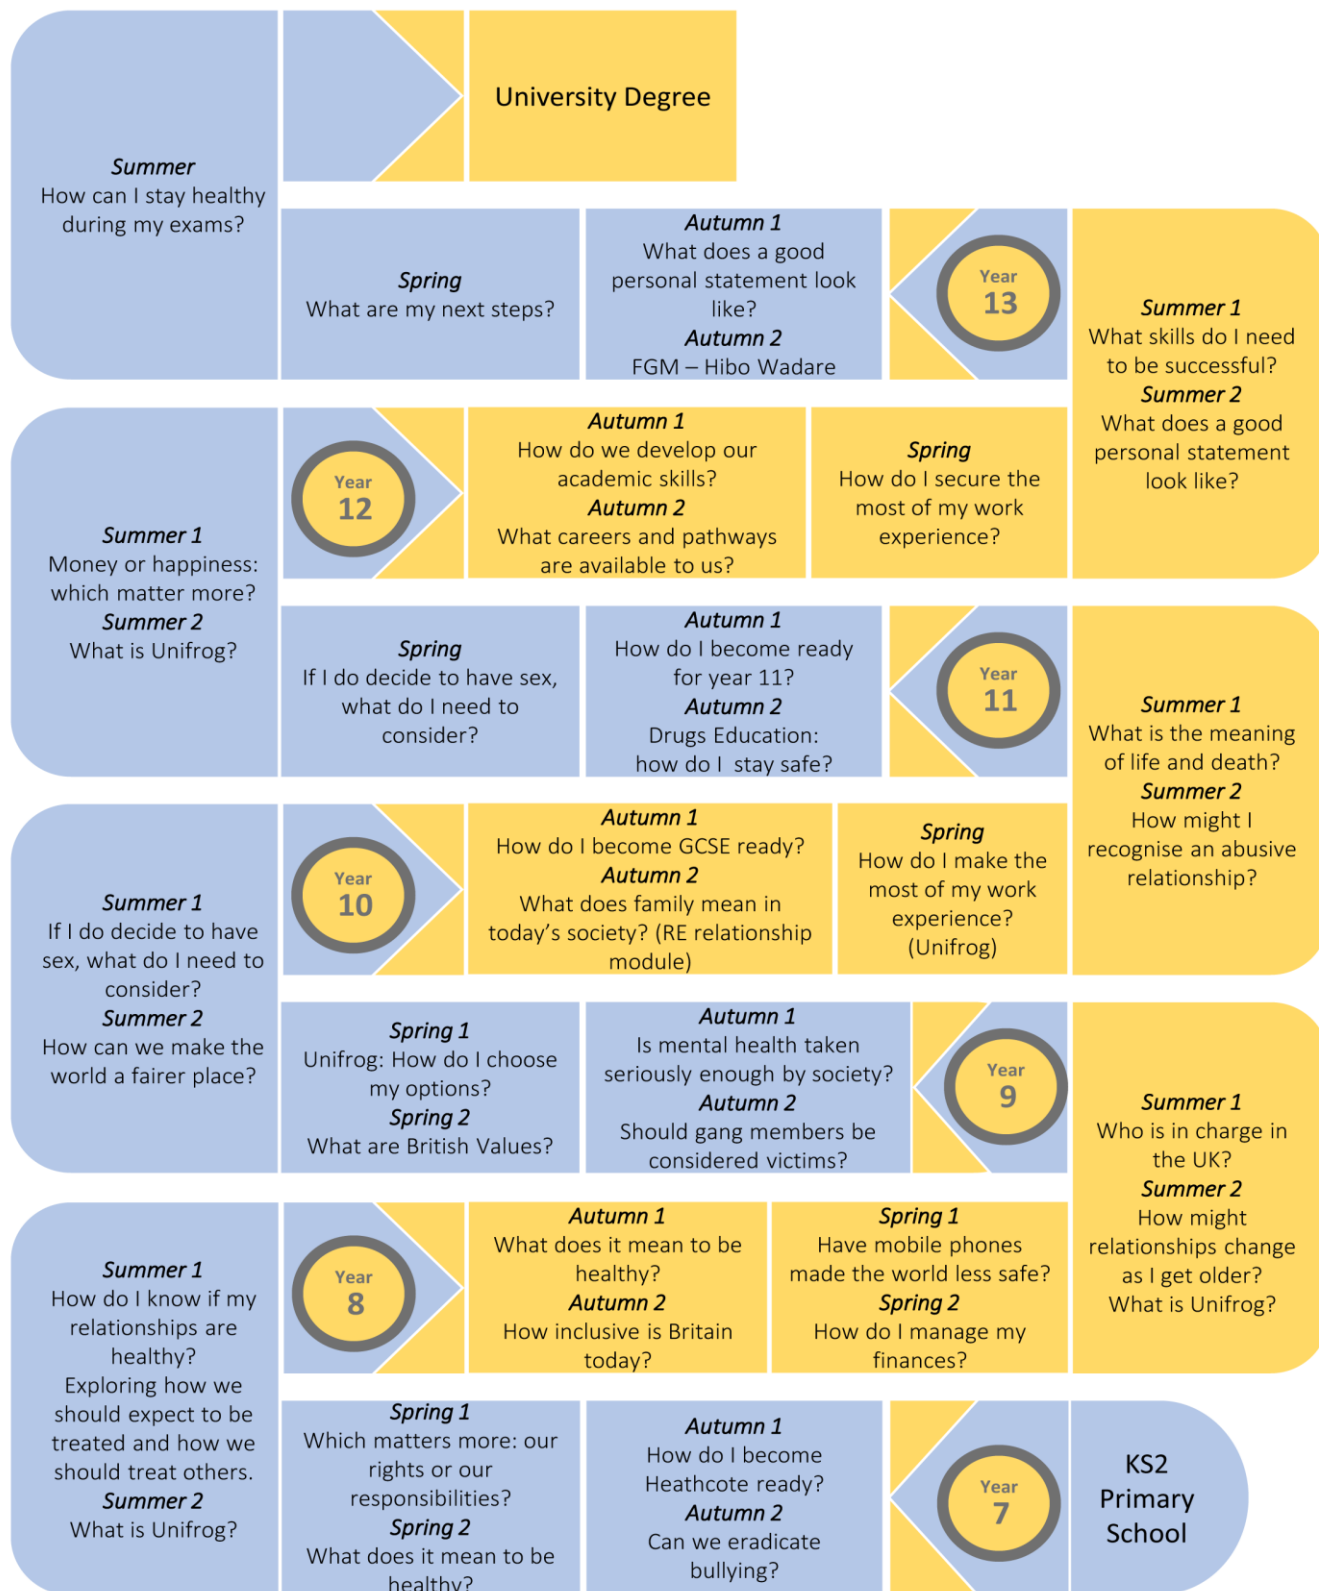 University Degree
Summer
How can I stay healthy
during my exams?
Spring
What are my next steps?
Autumn 1
What does a good
personal statement look
like?
Autumn 2
FGM – Hibo Wadare
Year
13
Summer 1
What skills do I need
to be successful?
Summer 2
What does a good
personal statement
look like?
Summer 1
Money or happiness:
which matter more?
Summer 2
What is Unifrog?
Year
12
Autumn 1
How do we develop our
academic skills?
Autumn 2
What careers and pathways
are available to us?
Spring
How do I secure the
most of my work
experience?
Spring
If I do decide to have sex,
what do I need to
consider?
Autumn 1
How do I become ready
for year 11?
Autumn 2
Drugs Education:
how do I stay safe?
Year
11
Summer 1
What is the meaning
of life and death?
Summer 2
How might I
recognise an abusive
relationship?
Summer 1
If I do decide to have
sex, what do I need to
consider?
Summer 2
How can we make the
world a fairer place?
Year
10
Autumn 1
How do I become GCSE ready?
Autumn 2
What does family mean in
today's society? (RE relationship
module)
Spring
How do I make the
most of my work
experience?
(Unifrog)
Spring 1
Unifrog: How do I choose
my options?
Spring 2
What are British Values?
Autumn 1
Is mental health taken
seriously enough by society?
Autumn 2
Should gang members be
considered victims?
Year
9
Summer 1
Who is in charge in
the UK?
Summer 2
How might
relationships change
as I get older?
What is Unifrog?
Summer 1
How do I know if my
relationships are
healthy?
Exploring how we
should expect to be
treated and how we
should treat others.
Summer 2
What is Unifrog?
Year
8
Autumn 1
What does it mean to be
healthy?
Autumn 2
How inclusive is Britain
today?
Spring 1
Have mobile phones
made the world less safe?
Spring 2
How do I manage my
finances?
Spring 1
Which matters more: our
rights or our
responsibilities?
Spring 2
What does it mean to be
healthy?
Autumn 1
How do I become
Heathcote ready?
Autumn 2
Can we eradicate
bullying?
Year
7
KS2
Primary
School